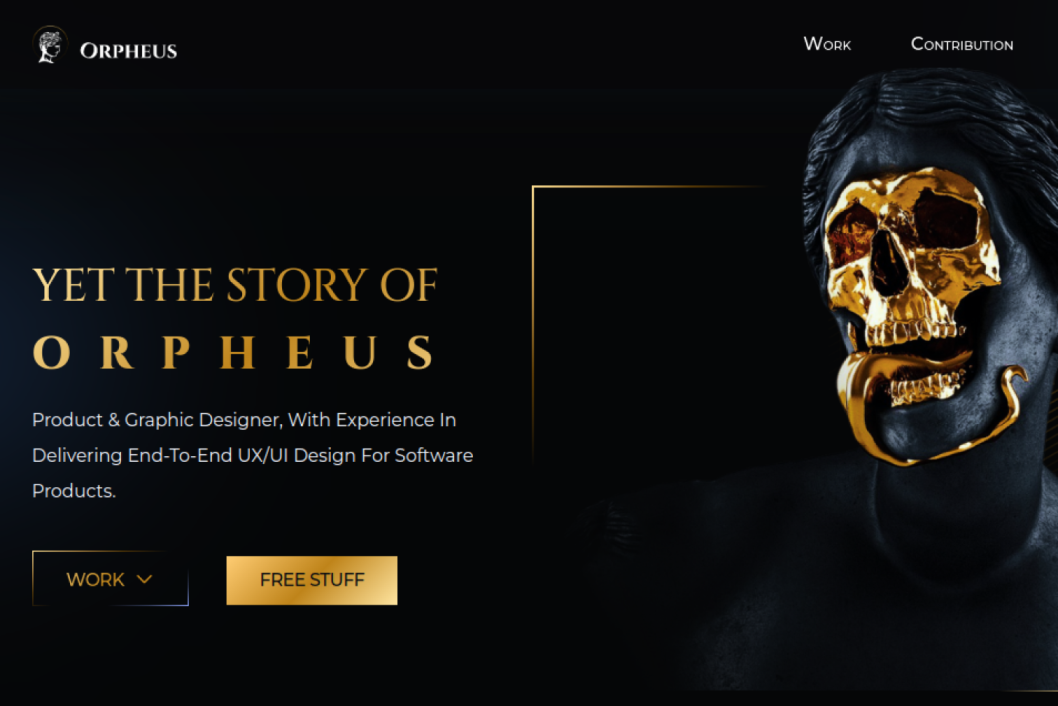 Orpheus
Work
Contribution
YET THE STORY OF
ORPHEUS
Product & Graphic Designer, With Experience In
Delivering End-To-End UX/UI Design For Software
Products.
WORK
FREE STUFF